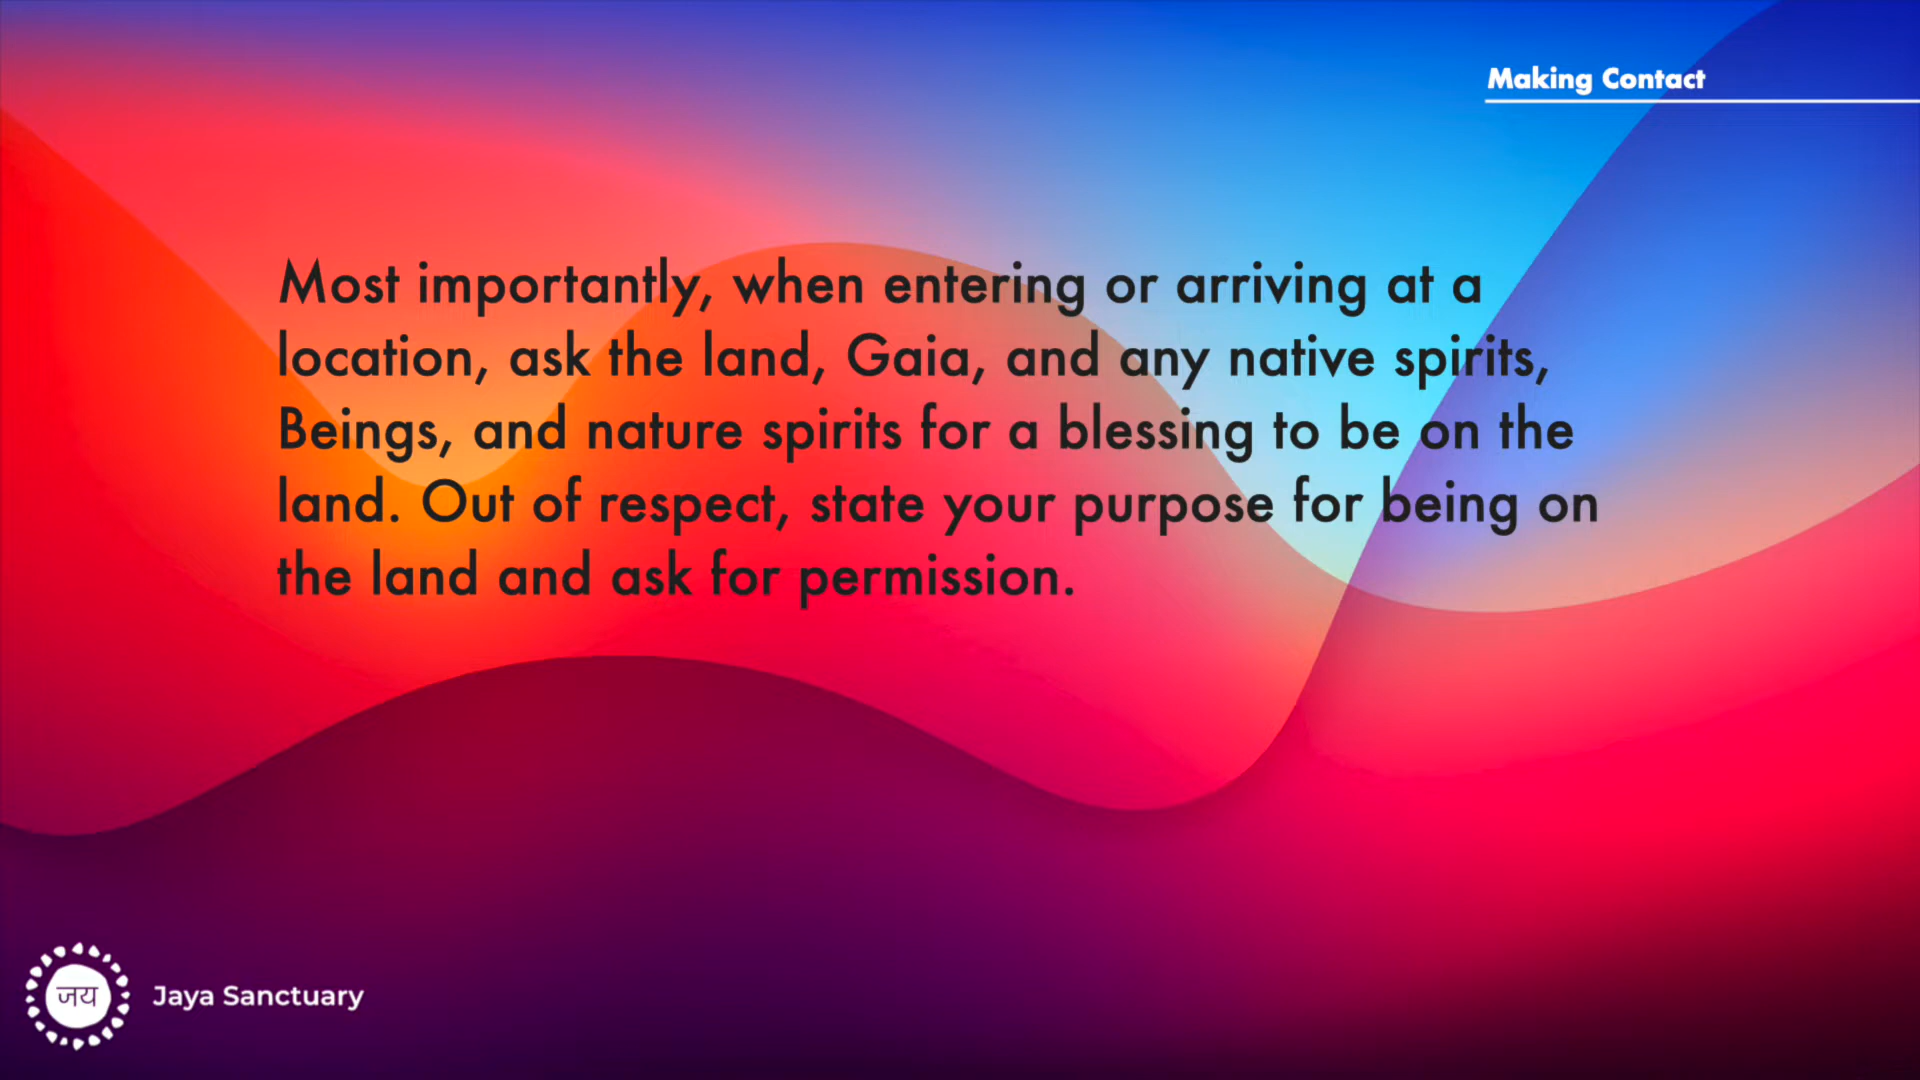 Making Contact
Most importantly, when entering or arriving at a
location, ask the land, Gaia, and any native spirits,
Beings, and nature spirits for a blessing to be on the
land. Out of respect, state your purpose for being on
the land and ask for permission.
जय
Jaya Sanctuary